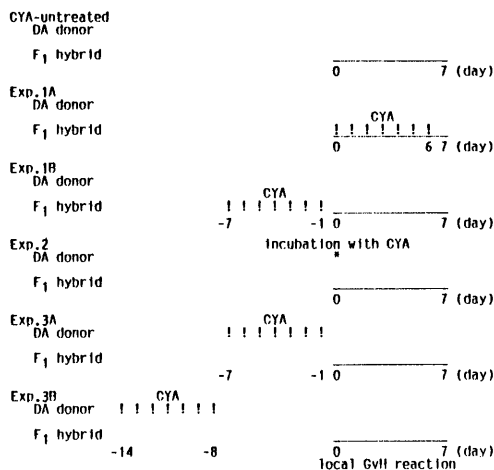 CYA-untreated
DA donor
F1 hybrid
0 7 (day)
Exp.1A
DA donor
CYA
F1 hybrid ! ! ! ! ! ! !
0 6 7 (day)
Exp.1B
DA donor
CYA
F1 hybrid ! ! ! ! ! ! !
-7 -1 0 7 (day)
Exp.2 incubation with CYA
DA donor *
F1 hybrid
0 7 (day)
Exp.3A
CYA
DA donor ! ! ! ! ! ! !
F1 hybrid
-7 -1 0 7 (day)
Exp.3B
CYA
DA donor ! ! ! ! ! ! !
F1 hybrid
-14 -8 0 7 (day)
local GvH reaction